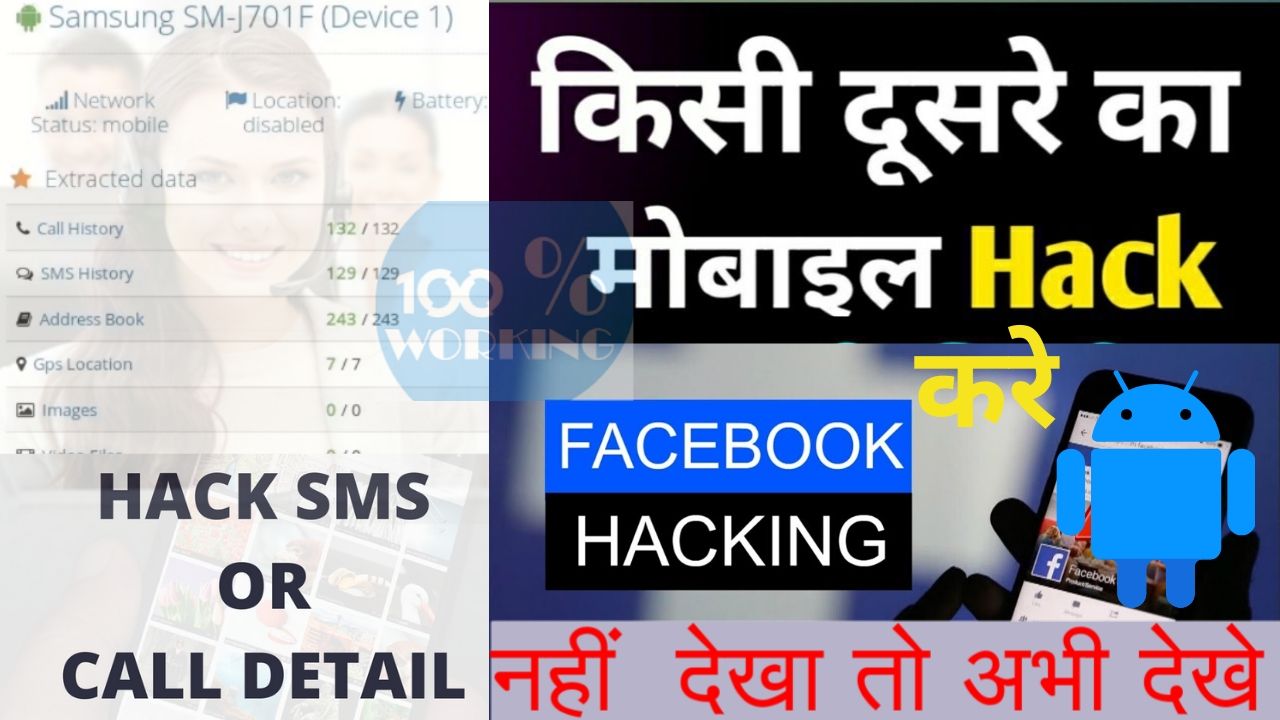 Samsung SM-J701F (Device 1)
Network
Status: mobile
Location:
disabled
Battery:
Extracted data
Call History 132 / 132
SMS History 129 / 129
Address Book 243 / 243
Gps Location 7 / 7
Images 0 / 0
100 %
WORKING
HACK SMS
OR
CALL DETAIL
किसी दूसरे का
मोबाइल Hack
करे
FACEBOOK
HACKING
Facebook
Product/Service
नहीं देखा तो अभी देखे